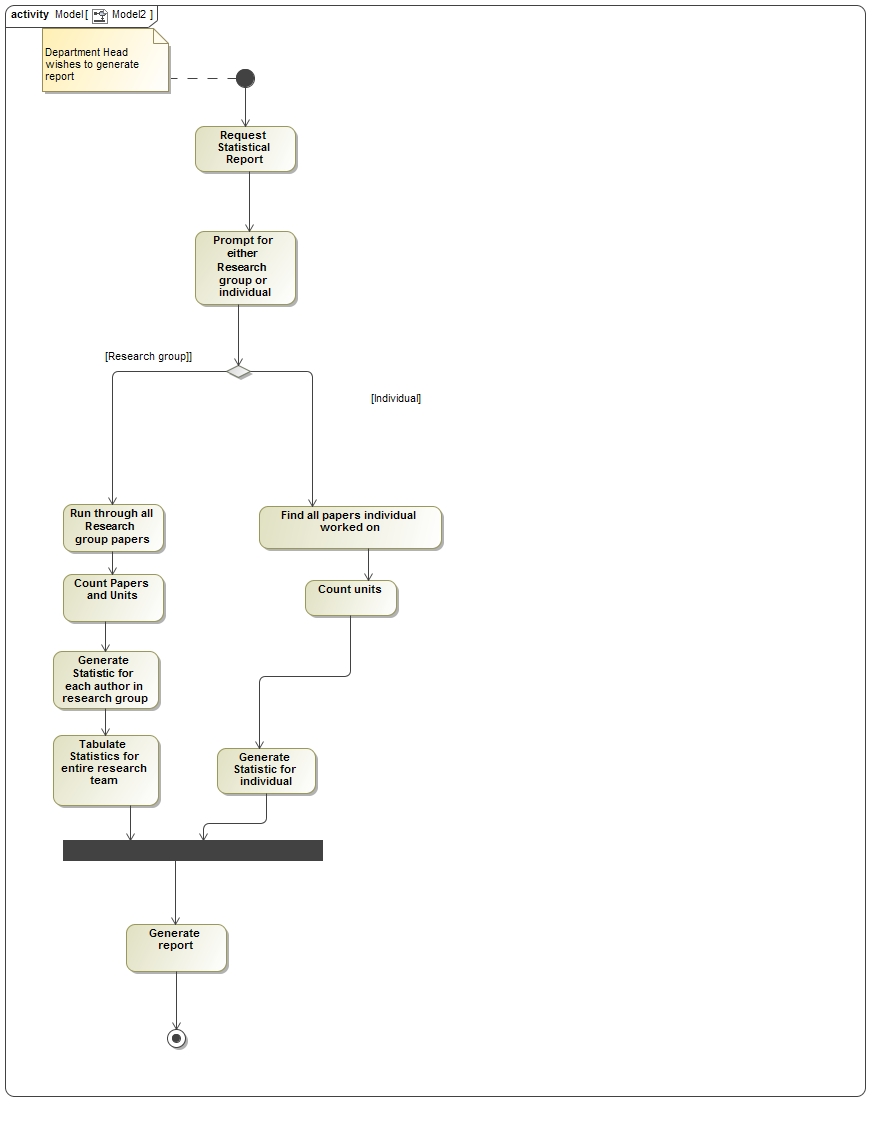 activity Model[ Model2 ]
Department Head
wishes to generate
report
Request
Statistical
Report
Prompt for
either
Research
group or
individual
[Research group]]
[Individual]
Run through all
Research
group papers
Find all papers individual
worked on
Count Papers
and Units
Count units
Generate
Statistic for
each author in
research group
Tabulate
Statistics for
entire research
team
Generate
Statistic for
individual
Generate
report